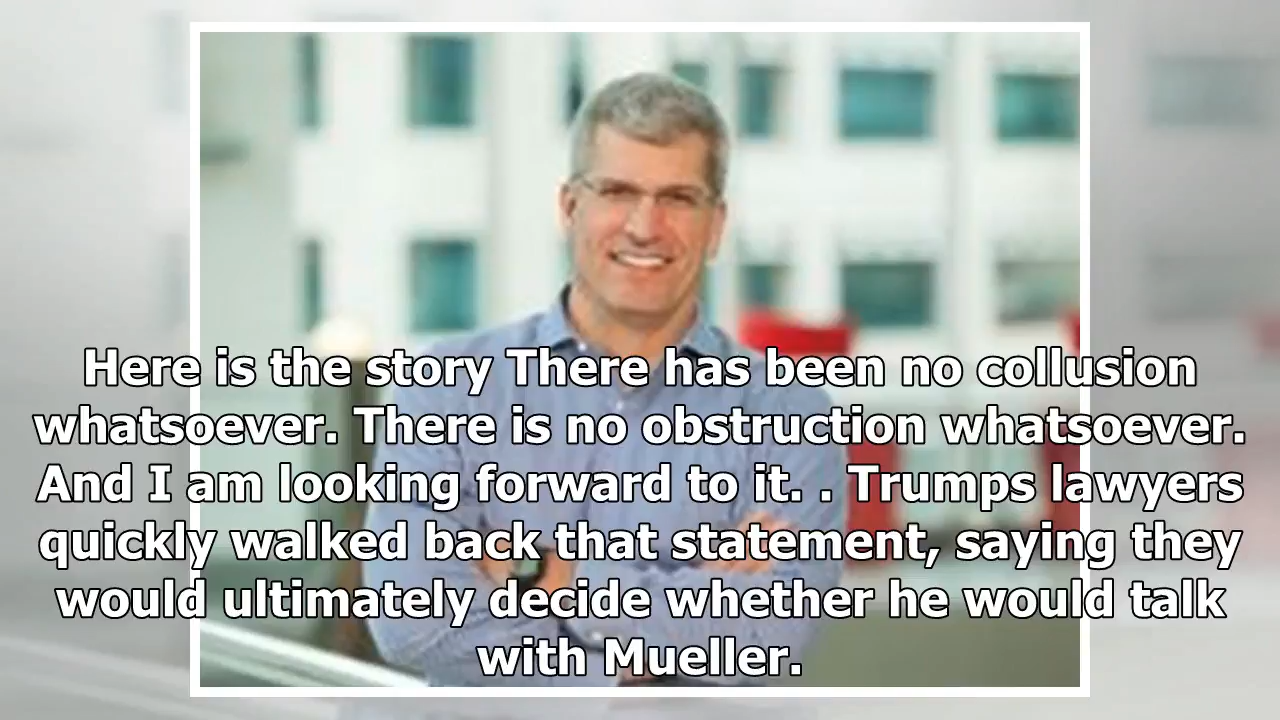 Here is the story There has been no collusion
whatsoever. There is no obstruction whatsoever.
And I am looking forward to it. . Trumps lawyers
quickly walked back that statement, saying they
would ultimately decide whether he would talk
with Mueller.